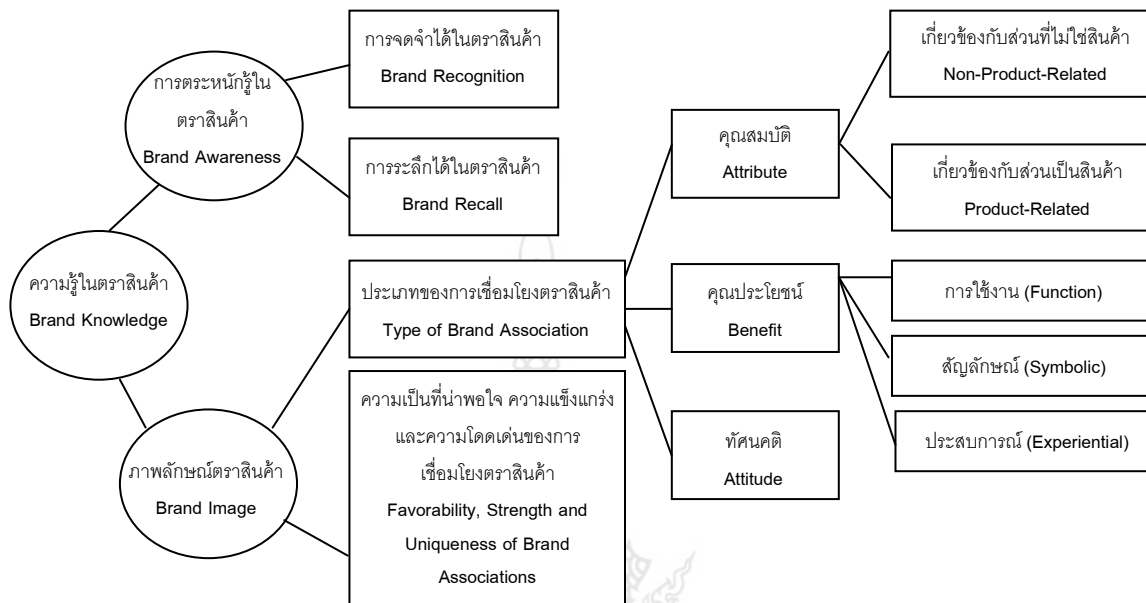 การจดจำได้ในตราสินค้า
Brand Recognition
การตระหนักรู้ใน
ตราสินค้า
Brand Awareness
การระลึกได้ในตราสินค้า
Brand Recall
ความรู้ในตราสินค้า
Brand Knowledge
ประเภทของการเชื่อมโยงตราสินค้า
Type of Brand Association
ภาพลักษณ์ตราสินค้า
Brand Image
ความเป็นที่น่าพอใจ ความแข็งแกร่ง
และความโดดเด่นของการ
เชื่อมโยงตราสินค้า
Favorability, Strength and
Uniqueness of Brand
Associations
คุณสมบัติ
Attribute
เกี่ยวข้องกับส่วนที่ไม่ใช่สินค้า
Non-Product-Related
เกี่ยวข้องกับส่วนเป็นสินค้า
Product-Related
คุณประโยชน์
Benefit
การใช้งาน (Function)
สัญลักษณ์ (Symbolic)
ประสบการณ์ (Experiential)
ทัศนคติ
Attitude